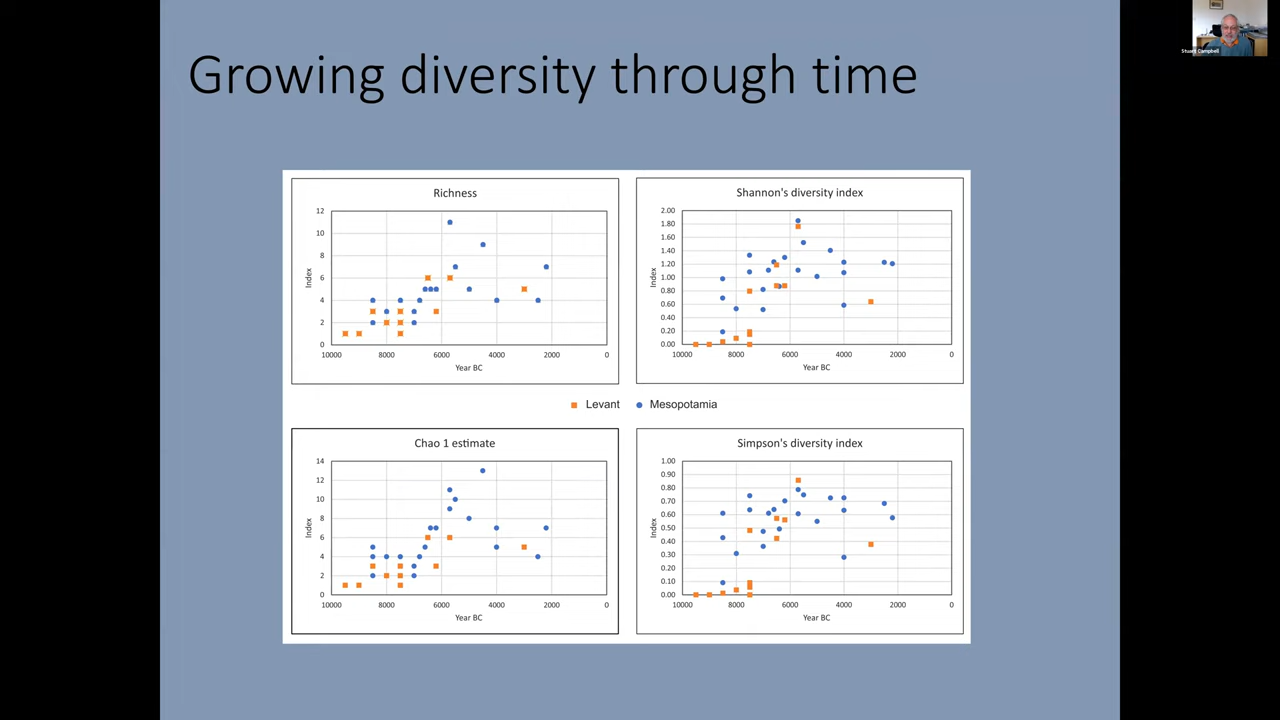 Growing diversity through time
Stuart Campbell
Richness
12
10
8
6
4
2
0
Index
10000 8000 6000 4000 2000 0
Year BC
Shannon's diversity index
2.00
1.80
1.60
1.40
1.20
1.00
0.80
0.60
0.40
0.20
0.00
Index
10000 8000 6000 4000 2000 0
Year BC
Levant Mesopotamia
Chao 1 estimate
14
12
10
8
6
4
2
0
Index
10000 8000 6000 4000 2000 0
Year BC
Simpson's diversity index
1.00
0.90
0.80
0.70
0.60
0.50
0.40
0.30
0.20
0.10
0.00
Index
10000 8000 6000 4000 2000 0
Year BC